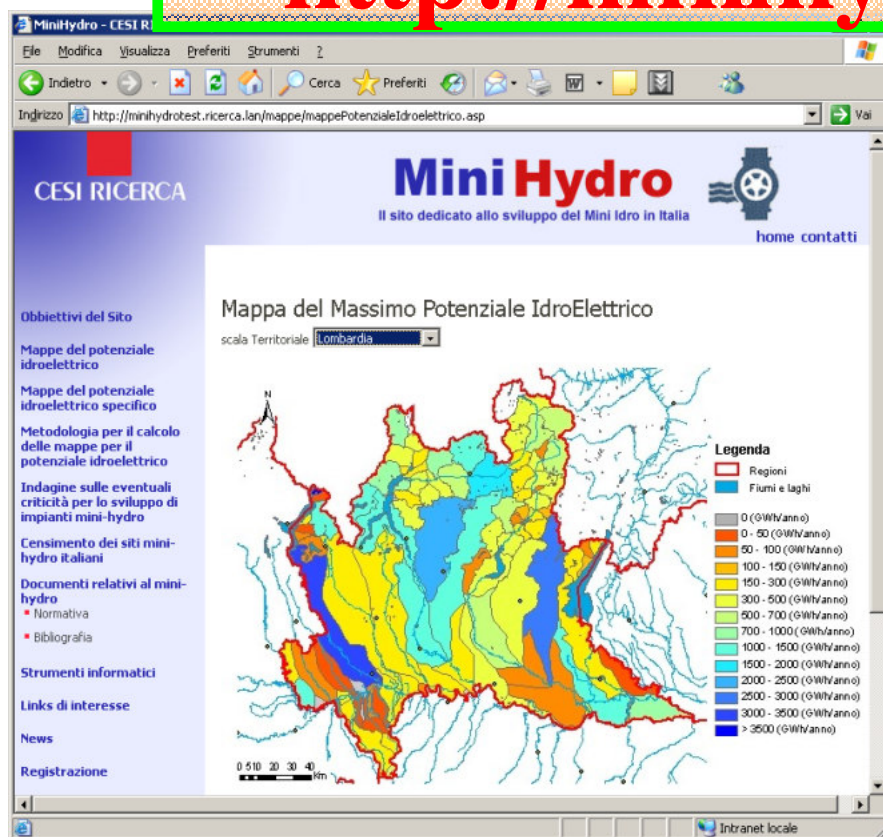 http://minihy
MiniHydro - CESI RI
File Modifica Visualizza Preferiti Strumenti ?
Indietro Cerca Preferiti
Indirizzo http://minihydrotest.ricerca.lan/mappe/mappePotenzialeIdroelettrico.asp Vai
CESI RICERCA
Mini Hydro
Il sito dedicato allo sviluppo del Mini Idro in Italia
home contatti
Obbiettivi del Sito
Mappe del potenziale
idroelettrico
Mappe del potenziale
idroelettrico specifico
Metodologia per il calcolo
delle mappe per il
potenziale idroelettrico
Indagine sulle eventuali
criticità per lo sviluppo di
impianti mini-hydro
Censimento dei siti mini-
hydro italiani
Documenti relativi al mini-
hydro
Normativa
Bibliografia
Strumenti informatici
Links di interesse
News
Registrazione
Mappa del Massimo Potenziale IdroElettrico
scala Territoriale Lombardia
N
Legenda
Regioni
Fiumi e laghi
0 (GWh/anno)
0 - 50 (GWh/anno)
50 - 100 (GWh/anno)
100 - 150 (GWh/anno)
150 - 300 (GWh/anno)
300 - 500 (GWh/anno)
500 - 700 (GWh/anno)
700 - 1000 (GWh/anno)
1000 - 1500 (GWh/anno)
1500 - 2000 (GWh/anno)
2000 - 2500 (GWh/anno)
2500 - 3000 (GWh/anno)
3000 - 3500 (GWh/anno)
> 3500 (GWh/anno)
0 5 10 20 30 40
Km
Intranet locale